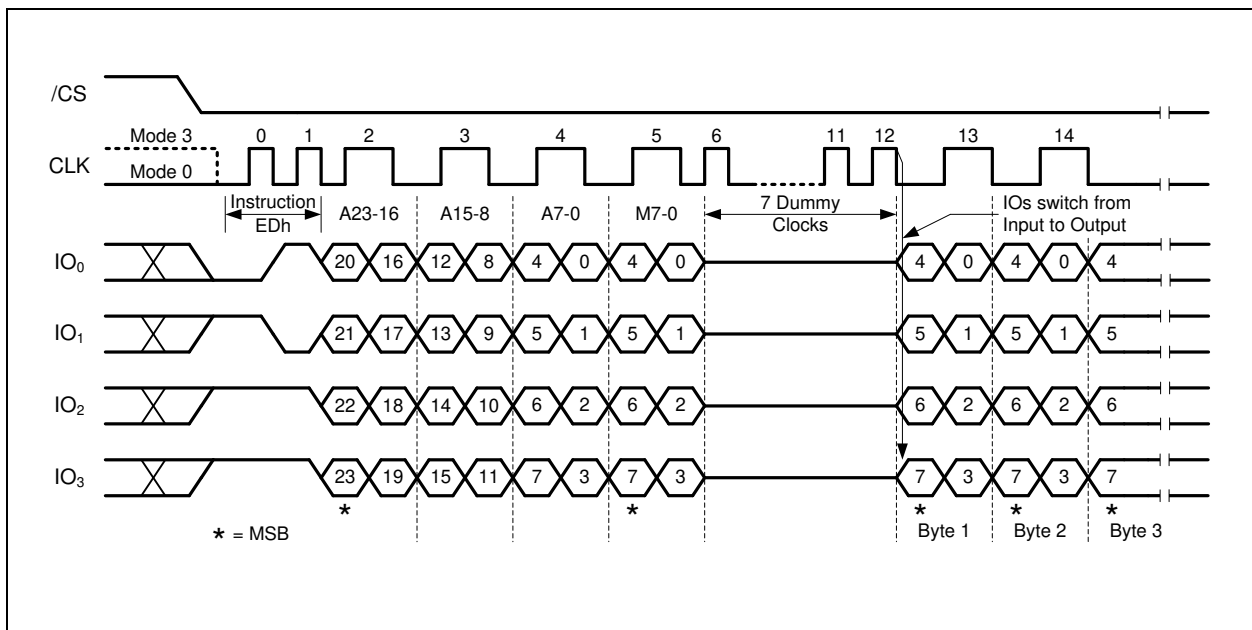 /CS
Mode 3 0 1 2 3 4 5 6 11 12 13 14
CLK
Mode 0
Instruction EDh
A23-16 A15-8 A7-0 M7-0
7 Dummy Clocks
IOs switch from Input to Output
IO0 20 16 12 8 4 0 4 0 4 0 4 0 4
IO1 21 17 13 9 5 1 5 1 5 1 5 1 5
IO2 22 18 14 10 6 2 6 2 6 2 6 2 6
IO3 23 19 15 11 7 3 7 3 7 3 7 3 7
* * * * *
* = MSB
Byte 1 Byte 2 Byte 3